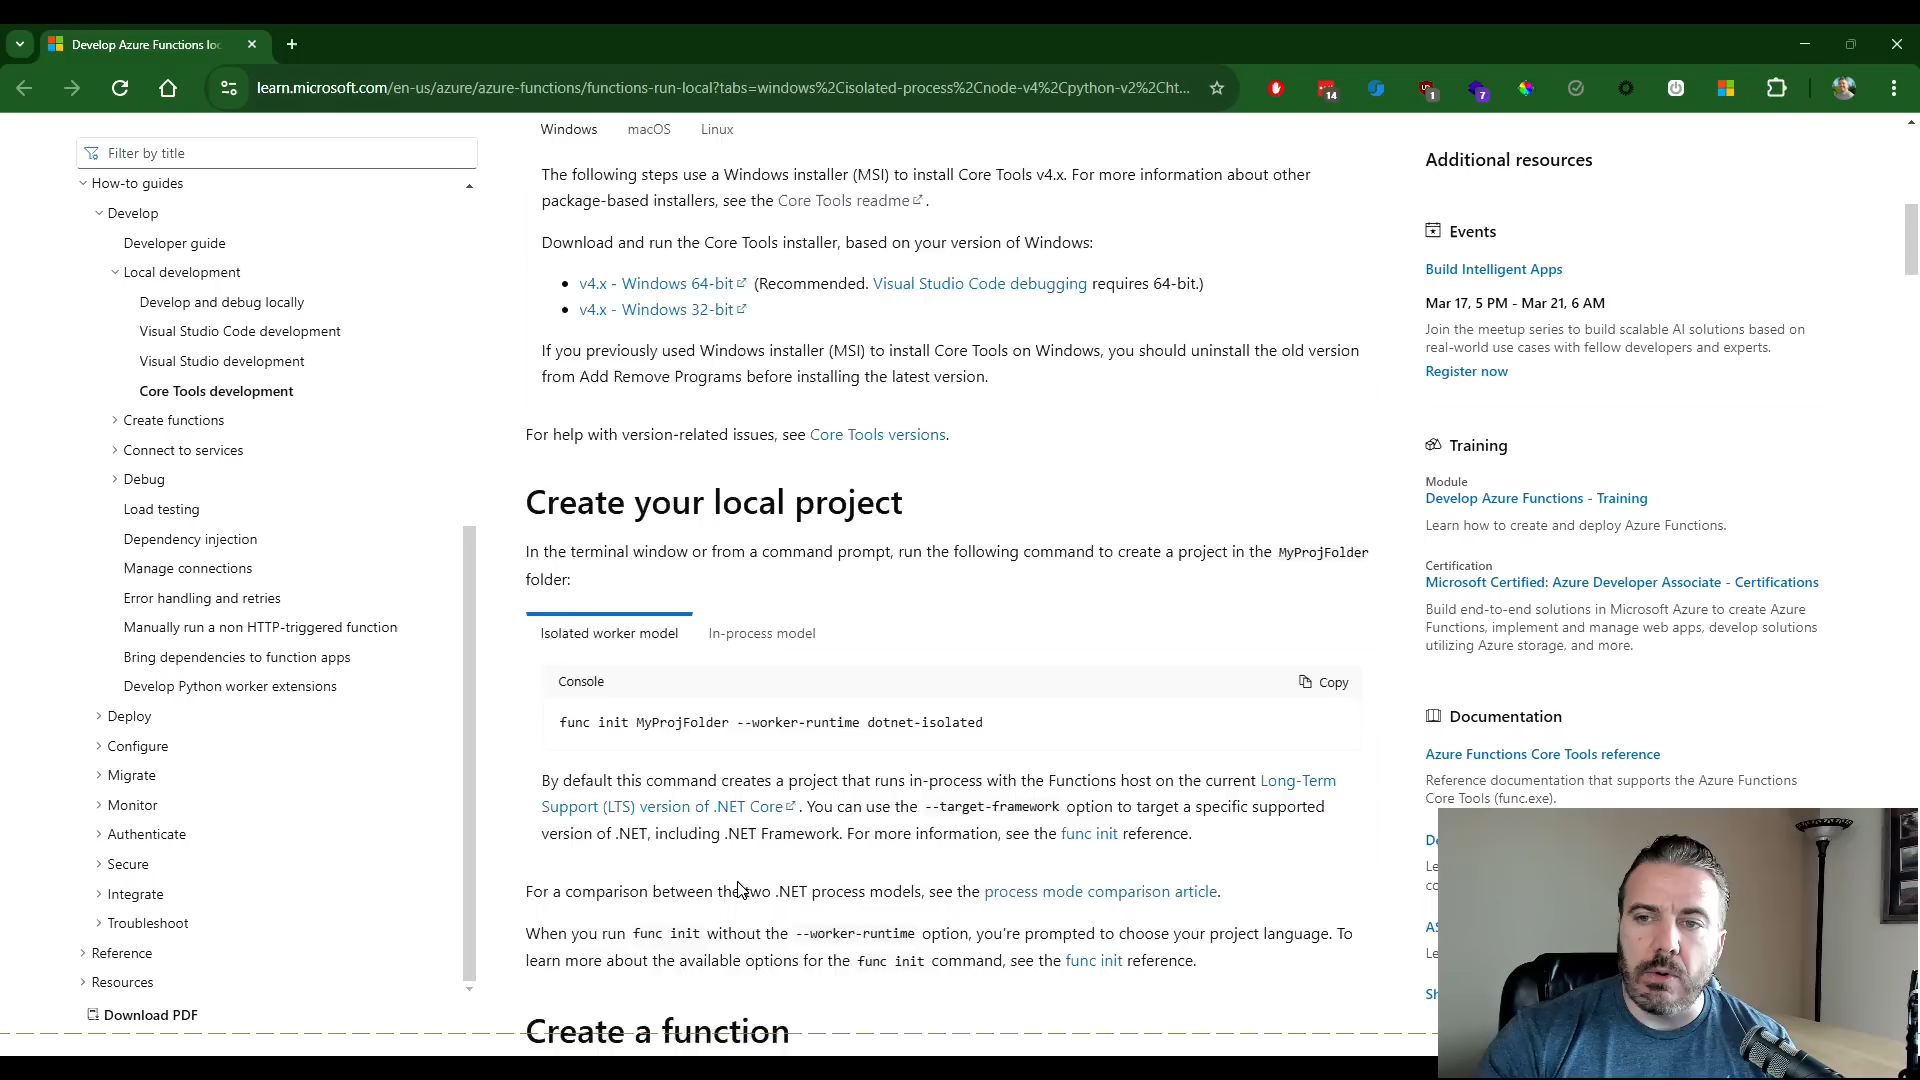 Develop Azure Functions loc
learn.microsoft.com/en-us/azure/azure-functions/functions-run-local?tabs=windows%2Cisolated-process%2Cnode-v4%2Cpython-v2%2Cht...
14
1
7
Filter by title
How-to guides
Develop
Developer guide
Local development
Develop and debug locally
Visual Studio Code development
Visual Studio development
Core Tools development
Create functions
Connect to services
Debug
Load testing
Dependency injection
Manage connections
Error handling and retries
Manually run a non HTTP-triggered function
Bring dependencies to function apps
Develop Python worker extensions
Deploy
Configure
Migrate
Monitor
Authenticate
Secure
Integrate
Troubleshoot
Reference
Resources
Download PDF
Windows macOS Linux
The following steps use a Windows installer (MSI) to install Core Tools v4.x. For more information about other
package-based installers, see the Core Tools readme.
Download and run the Core Tools installer, based on your version of Windows:
• v4.x - Windows 64-bit (Recommended. Visual Studio Code debugging requires 64-bit.)
• v4.x - Windows 32-bit
If you previously used Windows installer (MSI) to install Core Tools on Windows, you should uninstall the old version
from Add Remove Programs before installing the latest version.
For help with version-related issues, see Core Tools versions.
Create your local project
In the terminal window or from a command prompt, run the following command to create a project in the MyProjFolder
folder:
Isolated worker model In-process model
Console Copy
func init MyProjFolder --worker-runtime dotnet-isolated
By default this command creates a project that runs in-process with the Functions host on the current Long-Term
Support (LTS) version of .NET Core. You can use the --target-framework option to target a specific supported
version of .NET, including .NET Framework. For more information, see the func init reference.
For a comparison between the two .NET process models, see the process mode comparison article.
When you run func init without the --worker-runtime option, you're prompted to choose your project language. To
learn more about the available options for the func init command, see the func init reference.
Create a function
Additional resources
Events
Build Intelligent Apps
Mar 17, 5 PM - Mar 21, 6 AM
Join the meetup series to build scalable AI solutions based on
real-world use cases with fellow developers and experts.
Register now
Training
Module
Develop Azure Functions - Training
Learn how to create and deploy Azure Functions.
Certification
Microsoft Certified: Azure Developer Associate - Certifications
Build end-to-end solutions in Microsoft Azure to create Azure
Functions, implement and manage web apps, develop solutions
utilizing Azure storage, and more.
Documentation
Azure Functions Core Tools reference
Reference documentation that supports the Azure Functions
Core Tools (func.exe).
De
Le
co
AS
Le
Sh